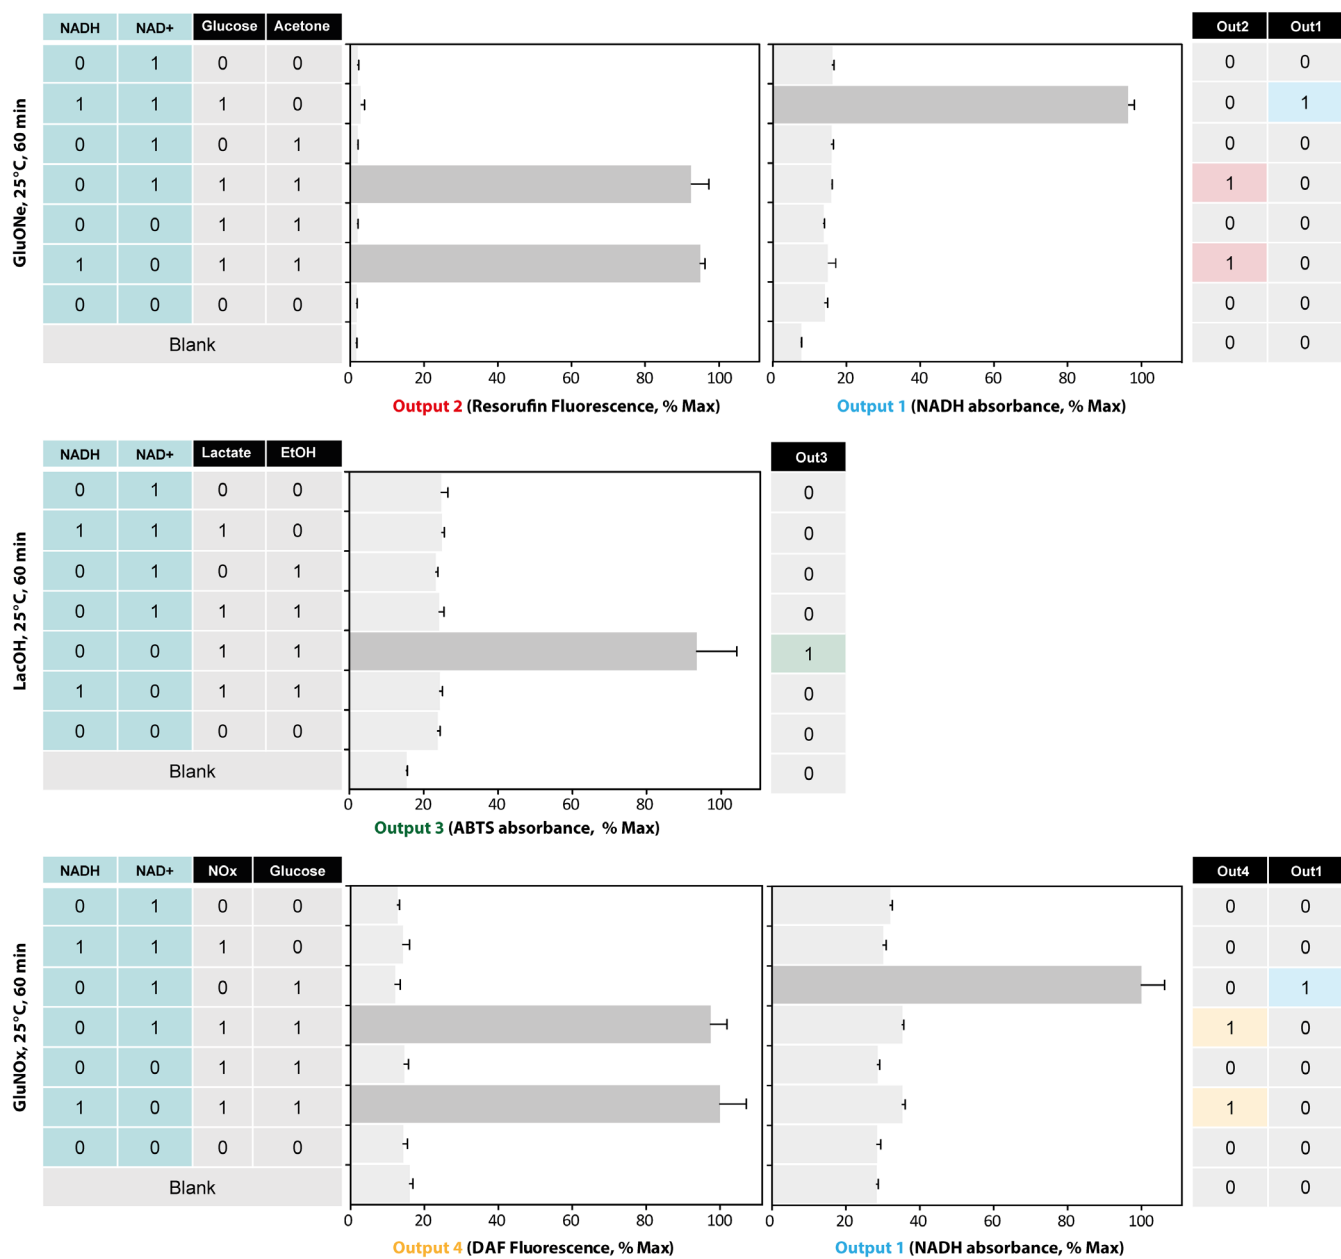 NADH NAD+ Glucose Acetone Out2 Out1
0 1 0 0 0 0
1 1 1 0 0 1
0 1 0 1 0 0
0 1 1 1 1 0
0 0 1 1 0 0
1 0 1 1 1 0
0 0 0 0 0 0
Blank 0 0
GluONe, 25°C, 60 min
0 20 40 60 80 100 0 20 40 60 80 100
Output 2 (Resorufin Fluorescence, % Max) Output 1 (NADH absorbance, % Max)
NADH NAD+ Lactate EtOH Out3
0 1 0 0 0
1 1 1 0 0
0 1 0 1 0
0 1 1 1 0
0 0 1 1 1
1 0 1 1 0
0 0 0 0 0
Blank 0
LacOH, 25°C, 60 min
0 20 40 60 80 100
Output 3 (ABTS absorbance, % Max)
NADH NAD+ NOx Glucose Out4 Out1
0 1 0 0 0 0
1 1 1 0 0 0
0 1 0 1 0 1
0 1 1 1 1 0
0 0 1 1 0 0
1 0 1 1 1 0
0 0 0 0 0 0
Blank 0 0
GluNOx, 25°C, 60 min
0 20 40 60 80 100 0 20 40 60 80 100
Output 4 (DAF Fluorescence, % Max) Output 1 (NADH absorbance, % Max)